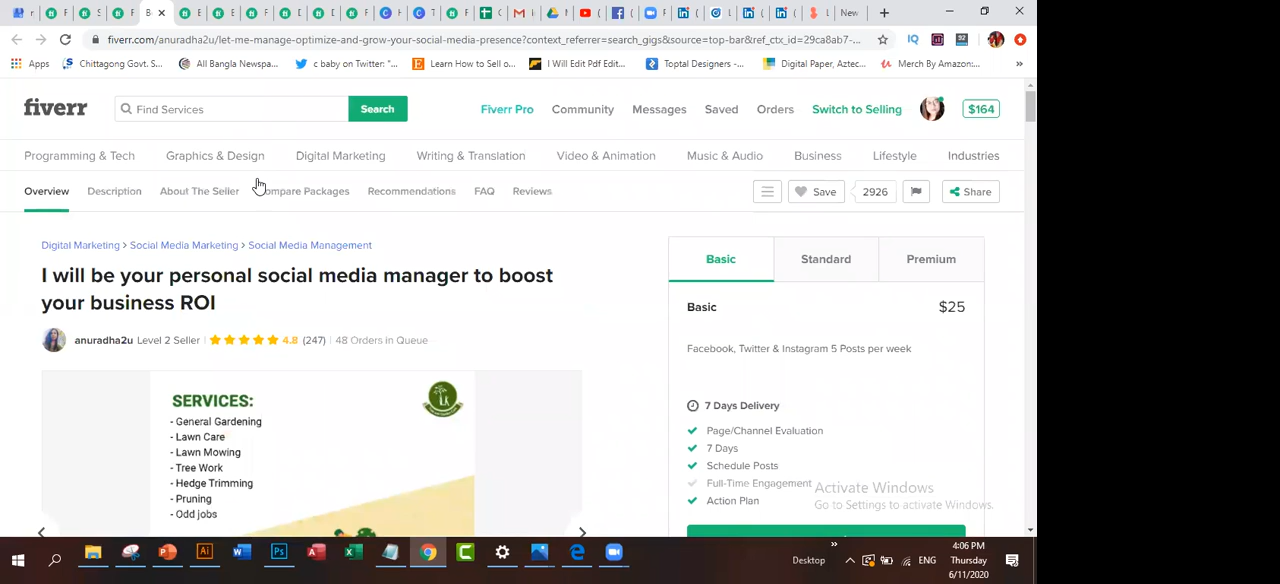 New
fiverr.com/anuradha2u/let-me-manage-optimize-and-grow-your-social-media-presence?context_referrer=search_gigs&source=top-bar&ref_ctx_id=29ca8ab7-...
Apps Chittagong Govt. S... All Bangla Newspa... c baby on Twitter: "... Learn How to Sell o... I Will Edit Pdf Edit... Toptal Designers -... Digital Paper, Aztec... Merch By Amazon:... »
fiverr Find Services Search Fiverr Pro Community Messages Saved Orders Switch to Selling $164
Programming & Tech Graphics & Design Digital Marketing Writing & Translation Video & Animation Music & Audio Business Lifestyle Industries
Overview Description About The Seller Compare Packages Recommendations FAQ Reviews Save 2926 Share
Digital Marketing > Social Media Marketing > Social Media Management
I will be your personal social media manager to boost
your business ROI
anuradha2u Level 2 Seller 4.8 (247) 48 Orders in Queue
SERVICES:
- General Gardening
- Lawn Care
- Lawn Mowing
- Tree Work
- Hedge Trimming
- Pruning
- Odd jobs
Basic Standard Premium
Basic $25
Facebook, Twitter & Instagram 5 Posts per week
7 Days Delivery
Page/Channel Evaluation
7 Days
Schedule Posts
Full-Time Engagement
Action Plan
Activate Windows
Go to Settings to activate Windows.
Desktop » ENG
4:06 PM
Thursday
6/11/2020